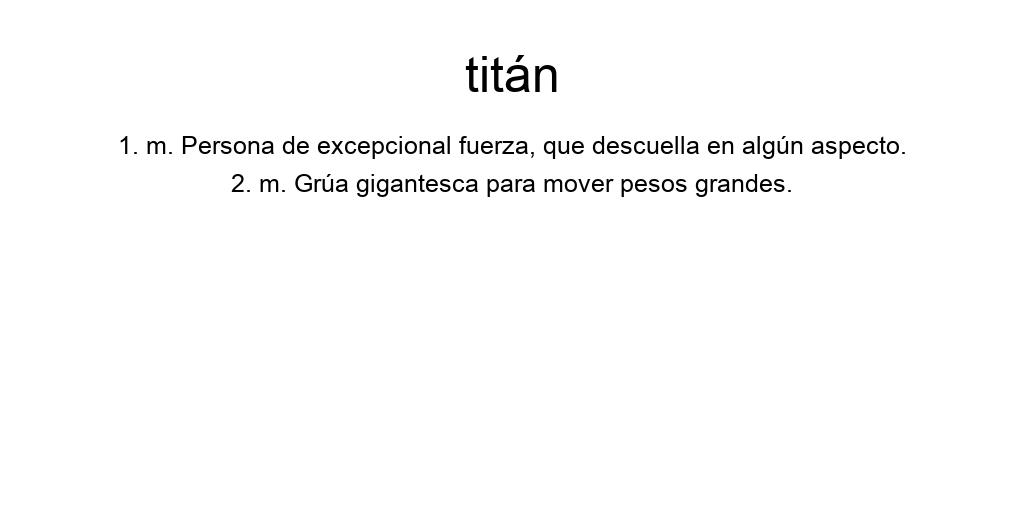 titán
1. m. Persona de excepcional fuerza, que descuella en algún aspecto.
2. m. Grúa gigantesca para mover pesos grandes.